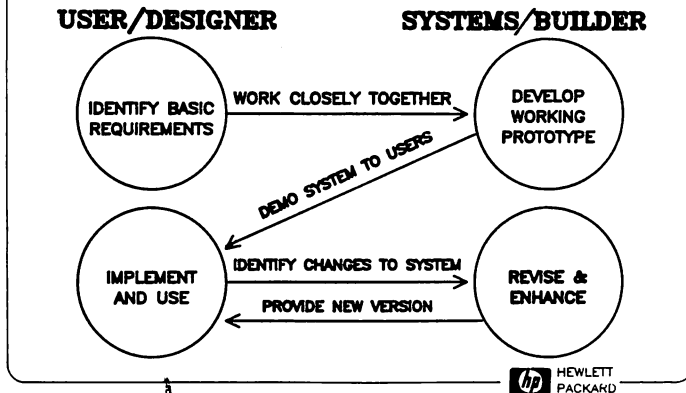 USER/DESIGNER
SYSTEMS/BUILDER
IDENTIFY BASIC
REQUIREMENTS
WORK CLOSELY TOGETHER
DEVELOP
WORKING
PROTOTYPE
DEMO SYSTEM TO USERS
IMPLEMENT
AND USE
IDENTIFY CHANGES TO SYSTEM
PROVIDE NEW VERSION
REVISE &
ENHANCE
hp
HEWLETT
PACKARD